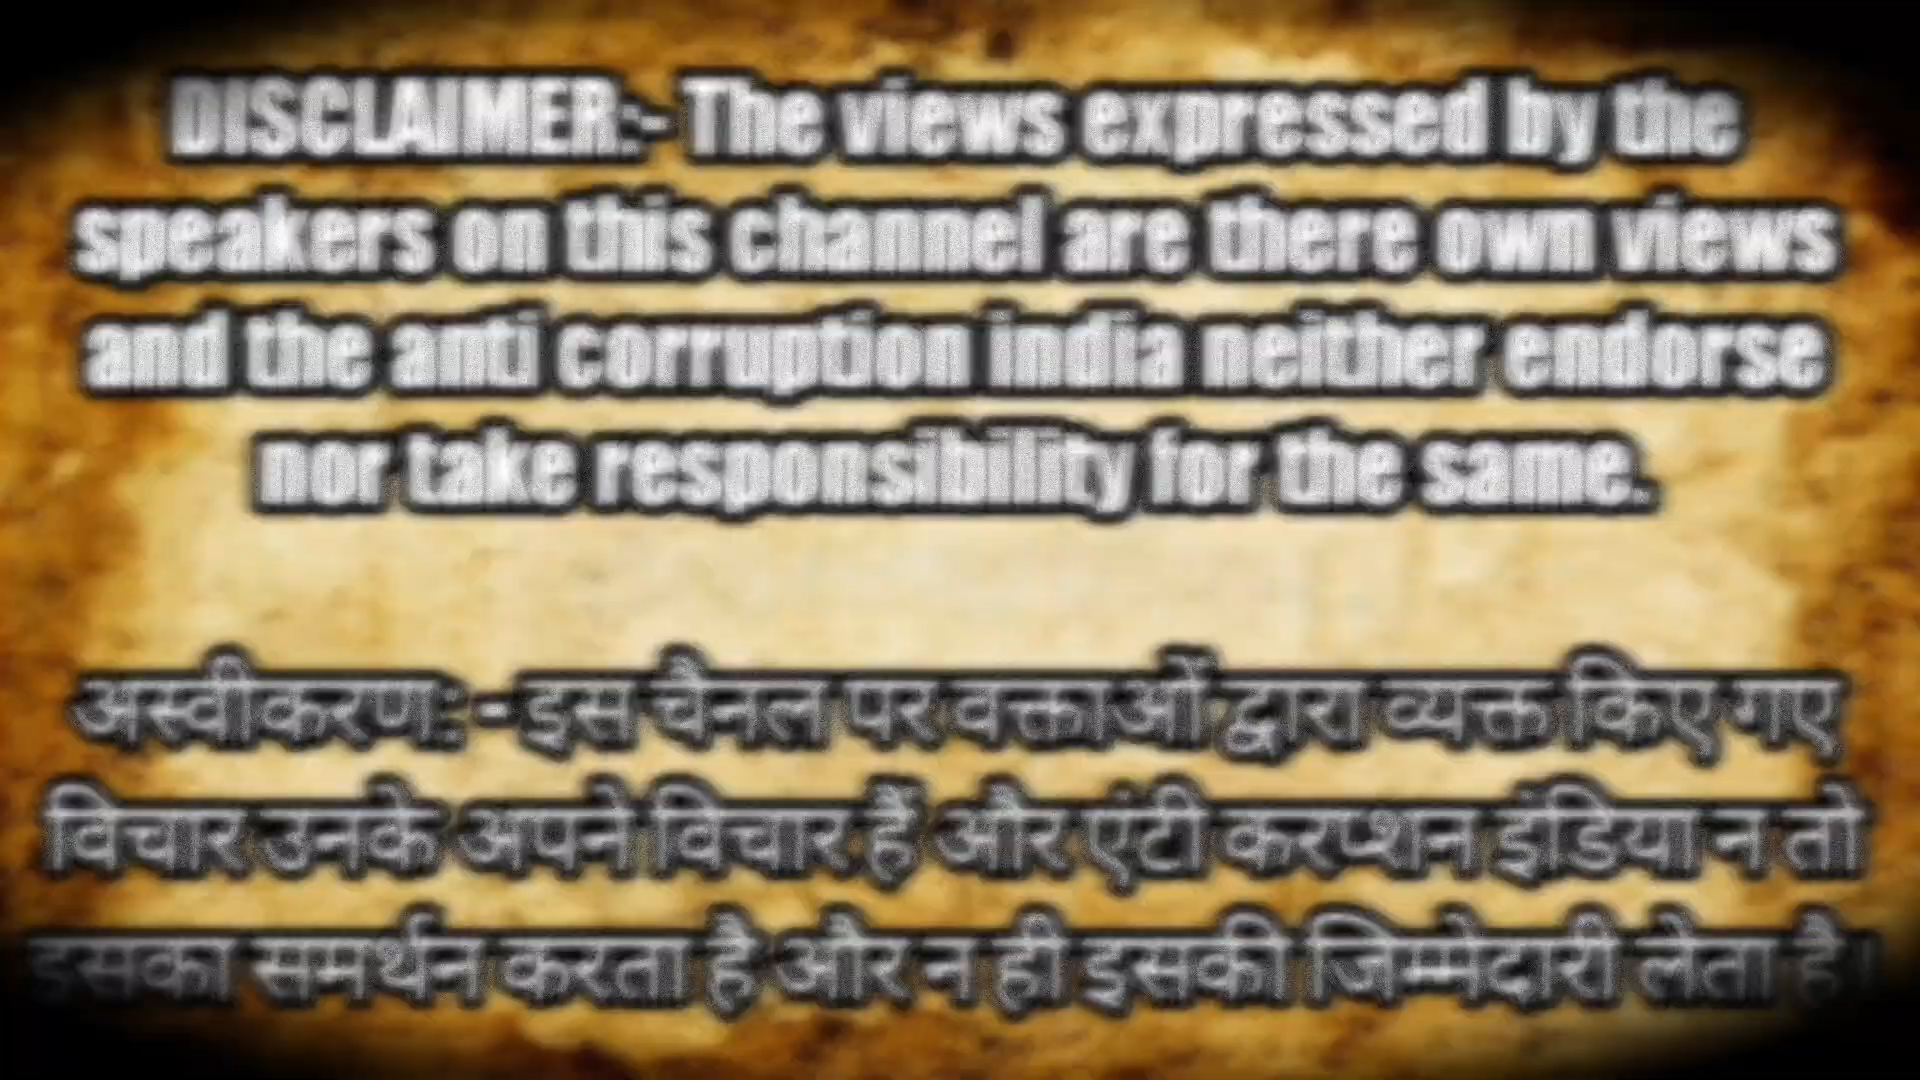 DISCLAIMER:- The views expressed by the
speakers on this channel are there own views
and the anti corruption india neither endorse
nor take responsibility for the same.
अस्वीकरण: - इस चैनल पर वक्ताओं द्वारा व्यक्त किए गए
विचार उनके अपने विचार हैं और एंटी करप्शन इंडिया न तो
इसका समर्थन करता है और न ही इसकी जिम्मेदारी लेता है।